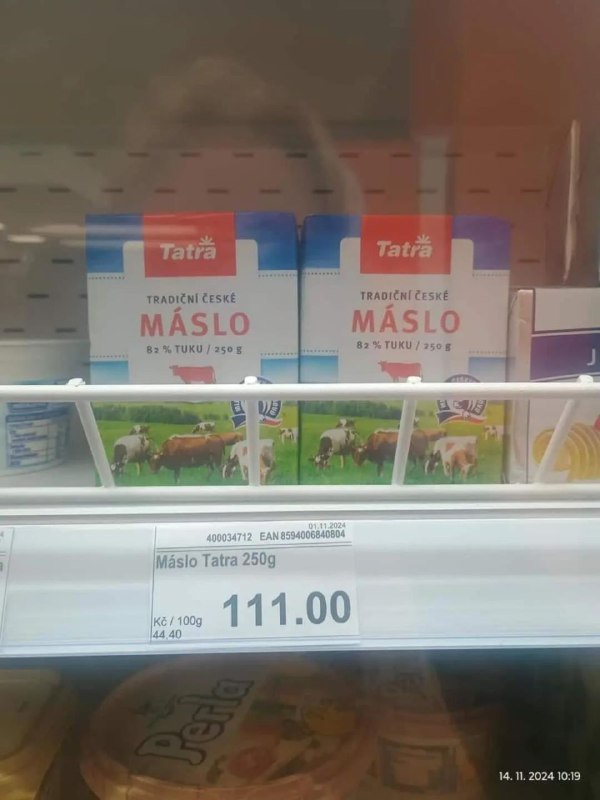 Tatra
TRADIČNÍ ČESKÉ
MÁSLO
82 % TUKU / 250 g
Tatra
TRADIČNÍ ČESKÉ
MÁSLO
82 % TUKU / 250 g
J
01.11.2024
400034712 EAN 8594006840804
Máslo Tatra 250g
Kč / 100g
44.40
111.00
Perla
14. 11. 2024 10:19